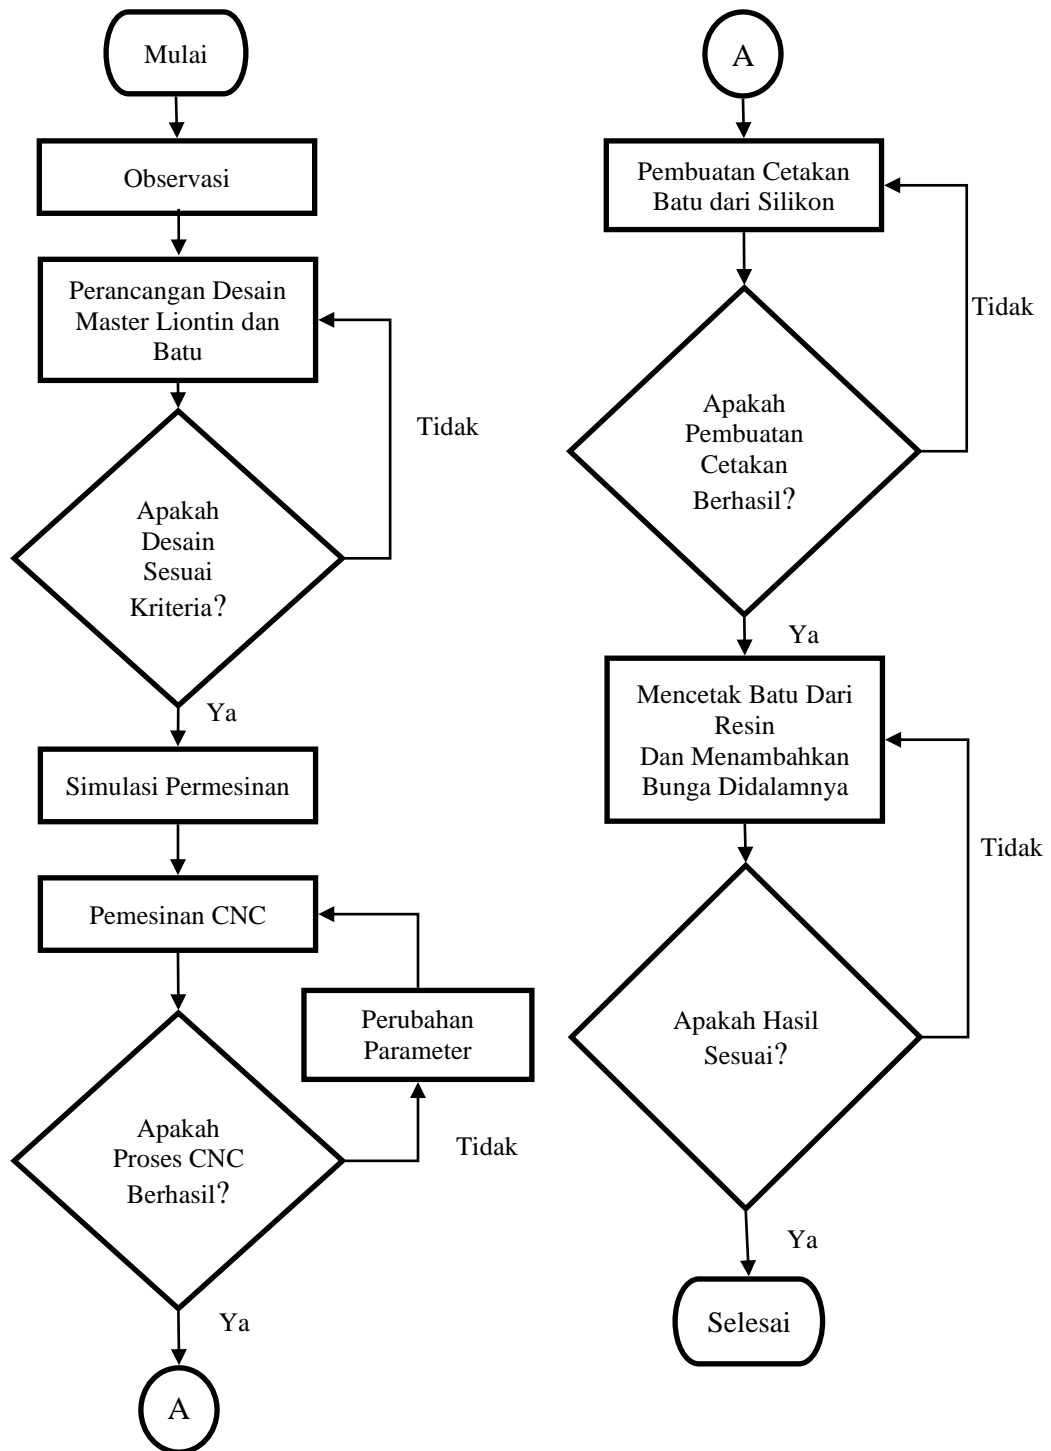 Mulai
Observasi
Perancangan Desain
Master Liontin dan
Batu
Tidak
Apakah
Desain
Sesuai
Kriteria?
Ya
Simulasi Permesinan
Pemesinan CNC
Perubahan
Parameter
Tidak
Apakah
Proses CNC
Berhasil?
Ya
A
A
Pembuatan Cetakan
Batu dari Silikon
Tidak
Apakah
Pembuatan
Cetakan
Berhasil?
Ya
Mencetak Batu Dari
Resin
Dan Menambahkan
Bunga Didalamnya
Tidak
Apakah Hasil
Sesuai?
Ya
Selesai